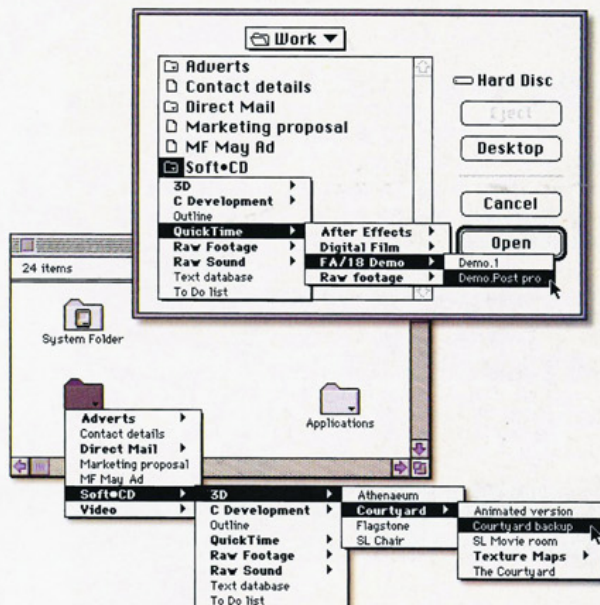 Work
Adverts
Contact details
Direct Mail
Marketing proposal
MF May Ad
Soft•CD
Hard Disc
Eject
Desktop
Cancel
Open
3D
C Development
Outline
QuickTime
Raw Footage
Raw Sound
Text database
To Do list
After Effects
Digital Film
FA/18 Demo
Raw footage
Demo.1
Demo.Post pro
24 items
System Folder
Applications
Adverts
Contact details
Direct Mail
Marketing proposal
MF May Ad
Soft•CD
Video
3D
C Development
Outline
QuickTime
Raw Footage
Raw Sound
Text database
To Do list
Athenaeum
Courtyard
Flagstone
SL Chair
Animated version
Courtyard backup
SL Movie room
Texture Maps
The Courtyard